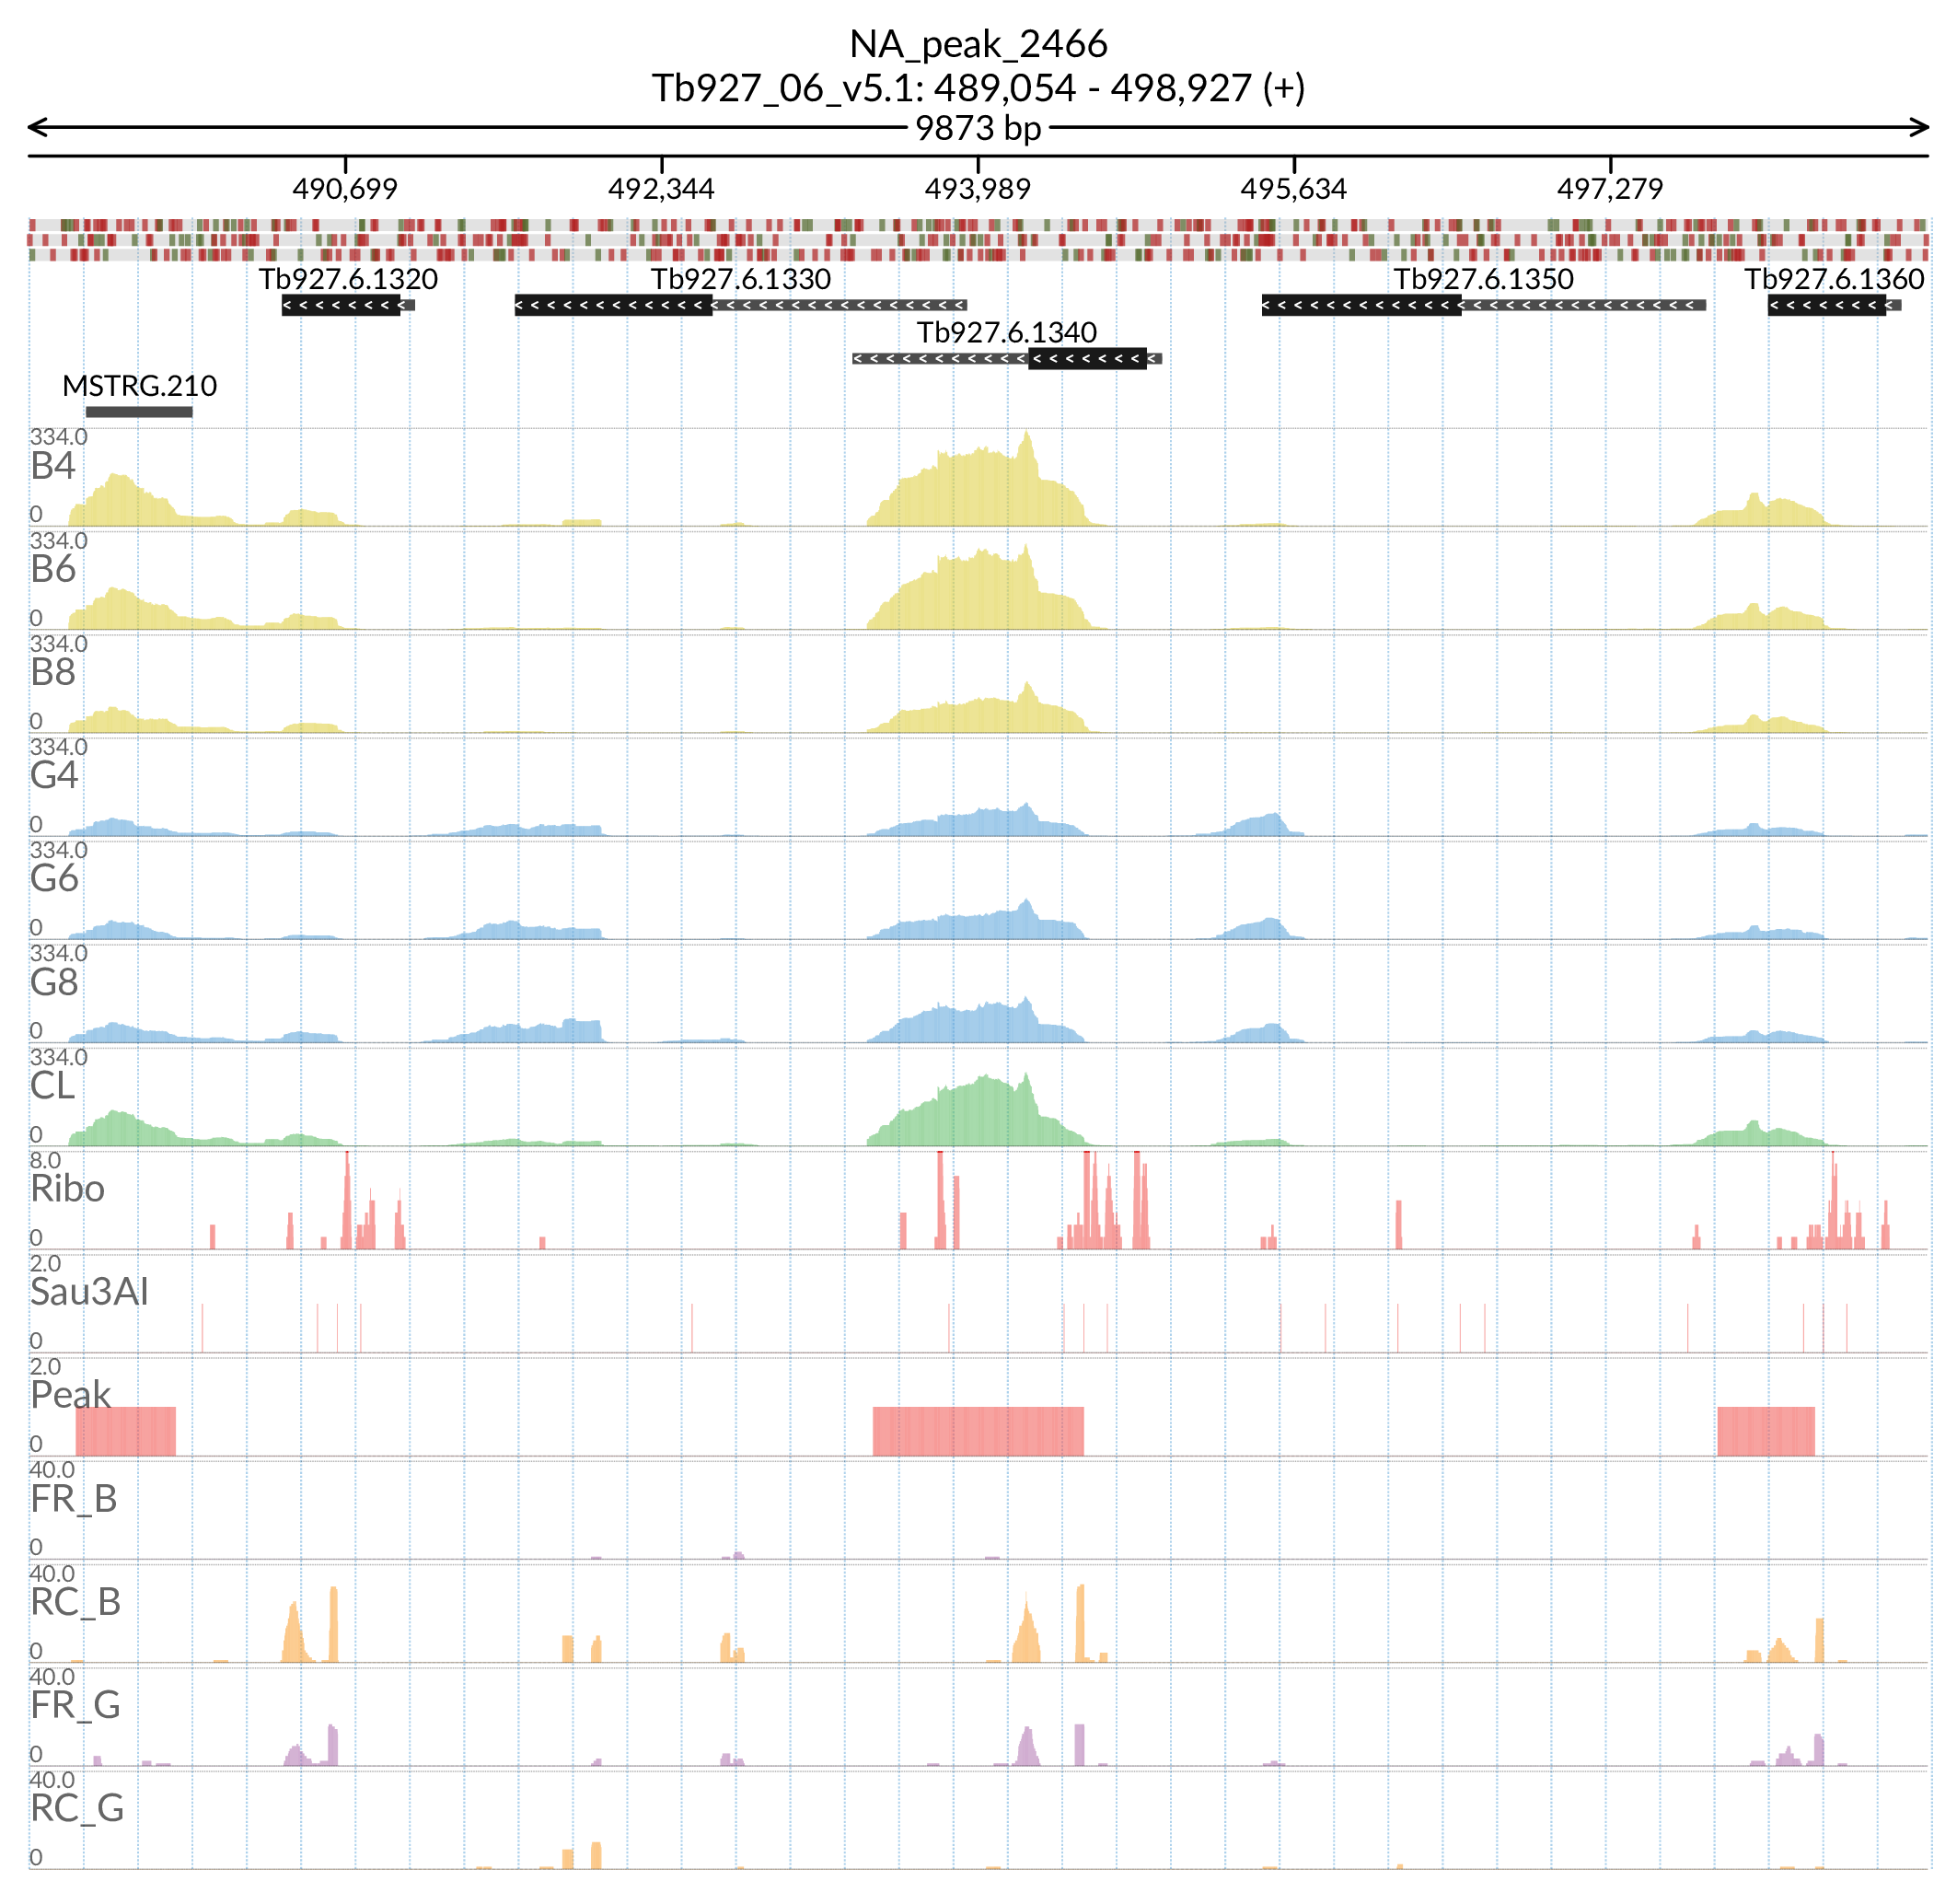 NA_peak_2466
Tb927_06_v5.1: 489,054 - 498,927 (+)
9873 bp
490,699 492,344 493,989 495,634 497,279
Tb927.6.1320 Tb927.6.1330 Tb927.6.1350 Tb927.6.1360
Tb927.6.1340
MSTRG.210
334.0
B4
0
334.0
B6
0
334.0
B8
0
334.0
G4
0
334.0
G6
0
334.0
G8
0
334.0
CL
0
8.0
Ribo
0
2.0
Sau3AI
0
2.0
Peak
0
40.0
FR_B
0
40.0
RC_B
0
40.0
FR_G
0
40.0
RC_G
0